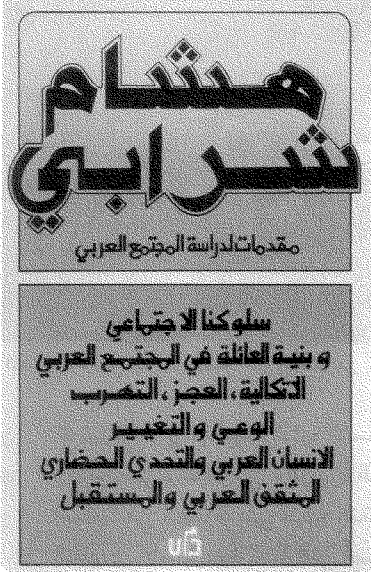 هشام
شرابي
مقدمات لدراسة المجتمع العربي
سلوكنا الاجتماعي
و بنية العائلة في المجتمع العربي
الاتكالية، العجز، التهرب
الوعي و التغيير
الانسان العربي والتحدي الحضاري
المثقف العربي والمستقبل